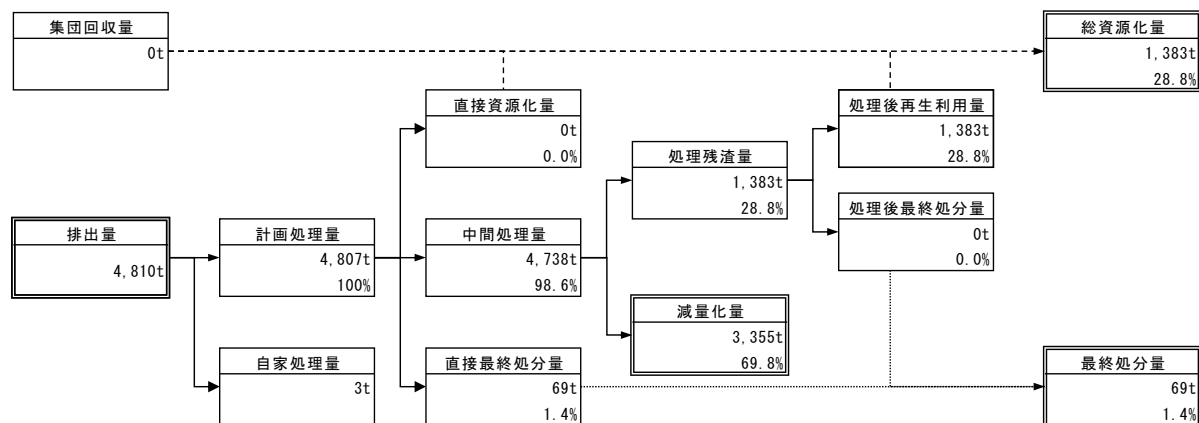 集団回収量
0t
総資源化量
1,383t
28.8%
直接資源化量
0t
0.0%
処理後再生利用量
1,383t
28.8%
処理残渣量
1,383t
28.8%
処理後最終処分量
0t
0.0%
排出量
4,810t
計画処理量
4,807t
100%
中間処理量
4,738t
98.6%
減量化量
3,355t
69.8%
自家処理量
3t
直接最終処分量
69t
1.4%
最終処分量
69t
1.4%